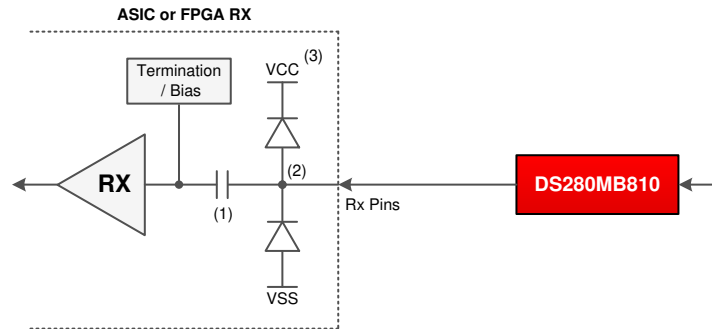 ASIC or FPGA RX
(3)
VCC
Termination
/ Bias
(2)
RX
DS280MB810
(1)
Rx Pins
VSS